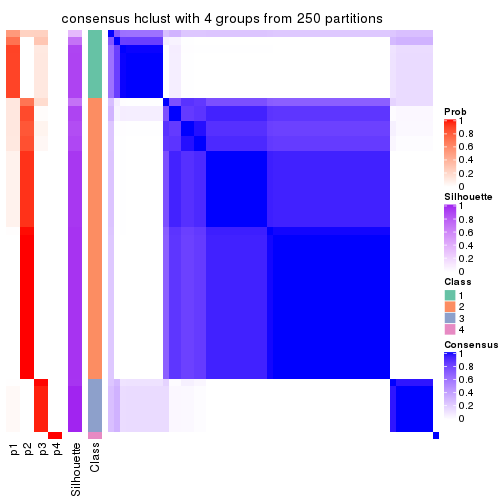 consensus hclust with 4 groups from 250 partitions
Prob
1
0.8
0.6
0.4
0.2
0
Silhouette
1
0.8
0.6
0.4
0.2
0
Class
1
2
3
4
Consensus
1
0.8
0.6
0.4
0.2
0
p1
p2
p3
p4
Silhouette
Class